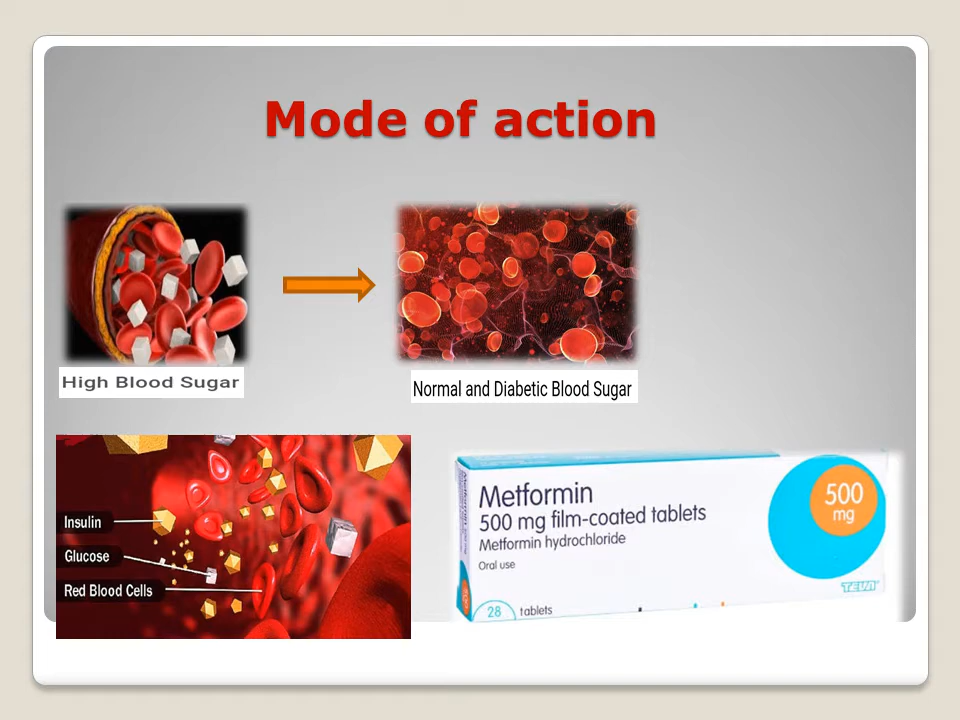 Mode of action
High Blood Sugar
Normal and Diabetic Blood Sugar
Insulin
Glucose
Red Blood Cells
Metformin
500 mg film-coated tablets
Metformin hydrochloride
Oral use
28 tablets
500
mg
TEVA